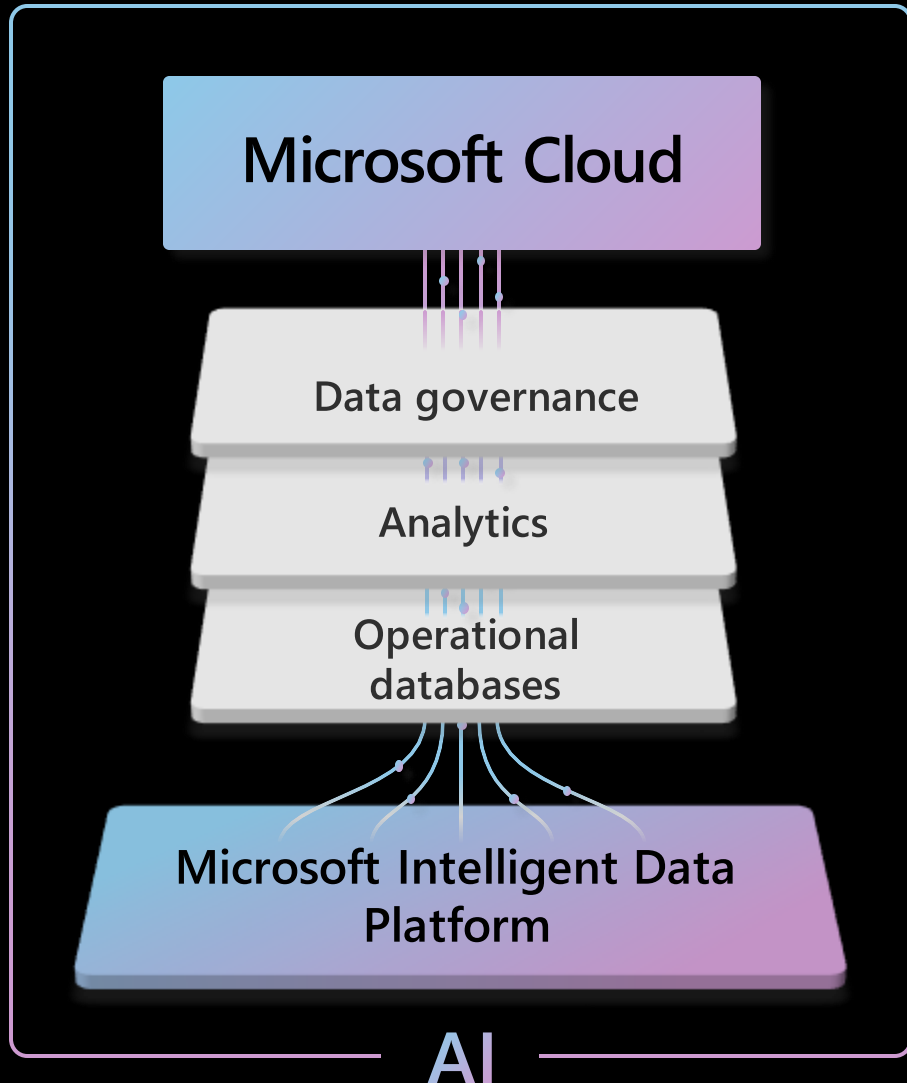 Microsoft Cloud
Data governance
Analytics
Operational
databases
Microsoft Intelligent Data
Platform
AI